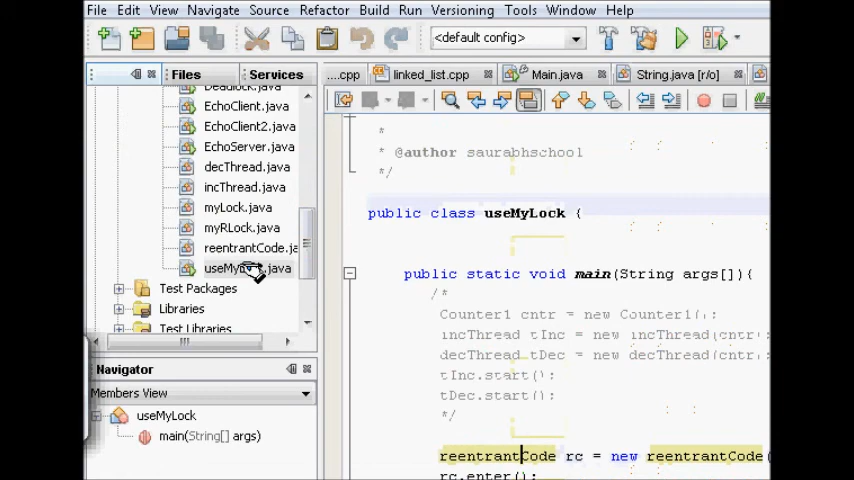 File Edit View Navigate Source Refactor Build Run Versioning Tools Window Help
<default config>
Files Services ....cpp linked_list.cpp Main.java String.java [r/o]
Deadlock.java
EchoClient.java
EchoClient2.java
EchoServer.java
decThread.java
incThread.java
myLock.java
myRLock.java
reentrantCode.ja
Test Packages
Libraries
Test Libraries
Navigator
Members View
useMyLock
main(String[] args)
*
* @author saurabhschool
*/
public class useMyLock {
public static void main(String args[]){
/*
Counter1 cntr = new Counter1();
incThread tInc = new incThread(cntr);
decThread tDec = new decThread(cntr);
tInc.start();
tDec.start();
*/
reentrantCode rc = new reentrantCode(
rc.enter();